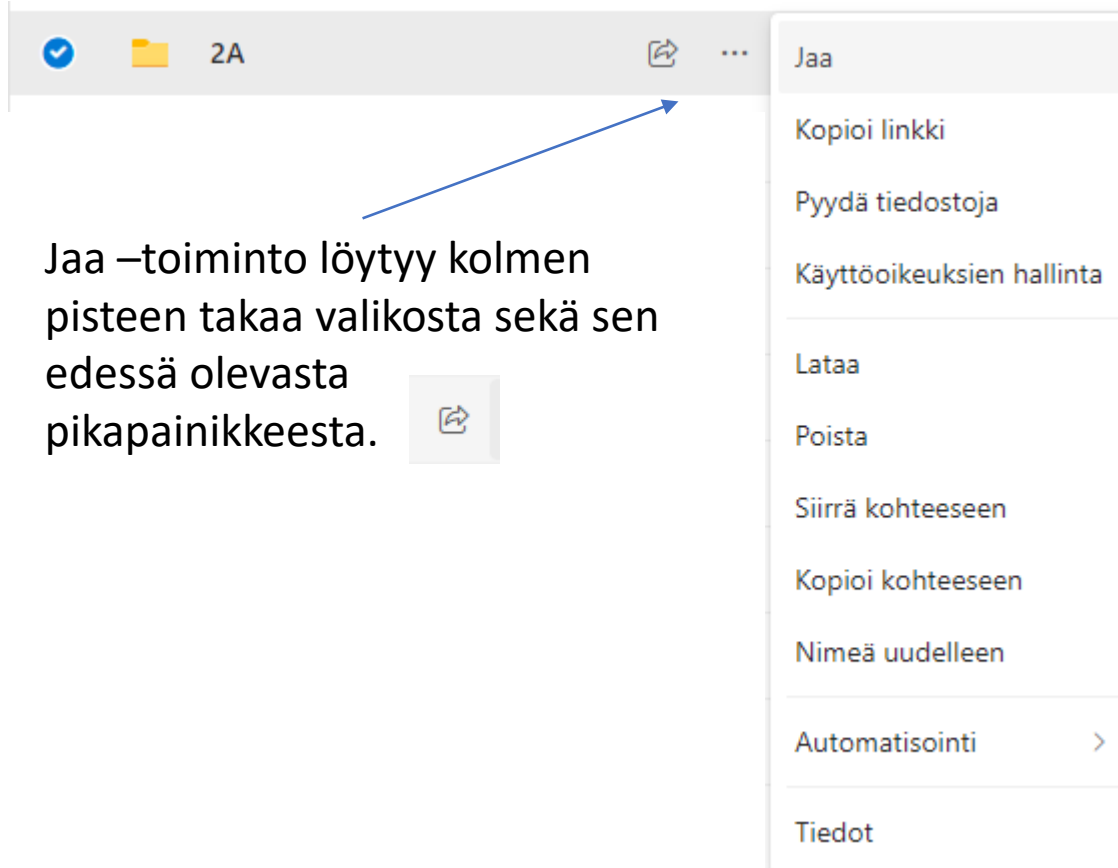 2A
Jaa –toiminto löytyy kolmen
pisteen takaa valikosta sekä sen
edessä olevasta
pikapainikkeesta.
Jaa
Kopioi linkki
Pyydä tiedostoja
Käyttöoikeuksien hallinta
Lataa
Poista
Siirrä kohteeseen
Kopioi kohteeseen
Nimeä uudelleen
Automatisointi
Tiedot